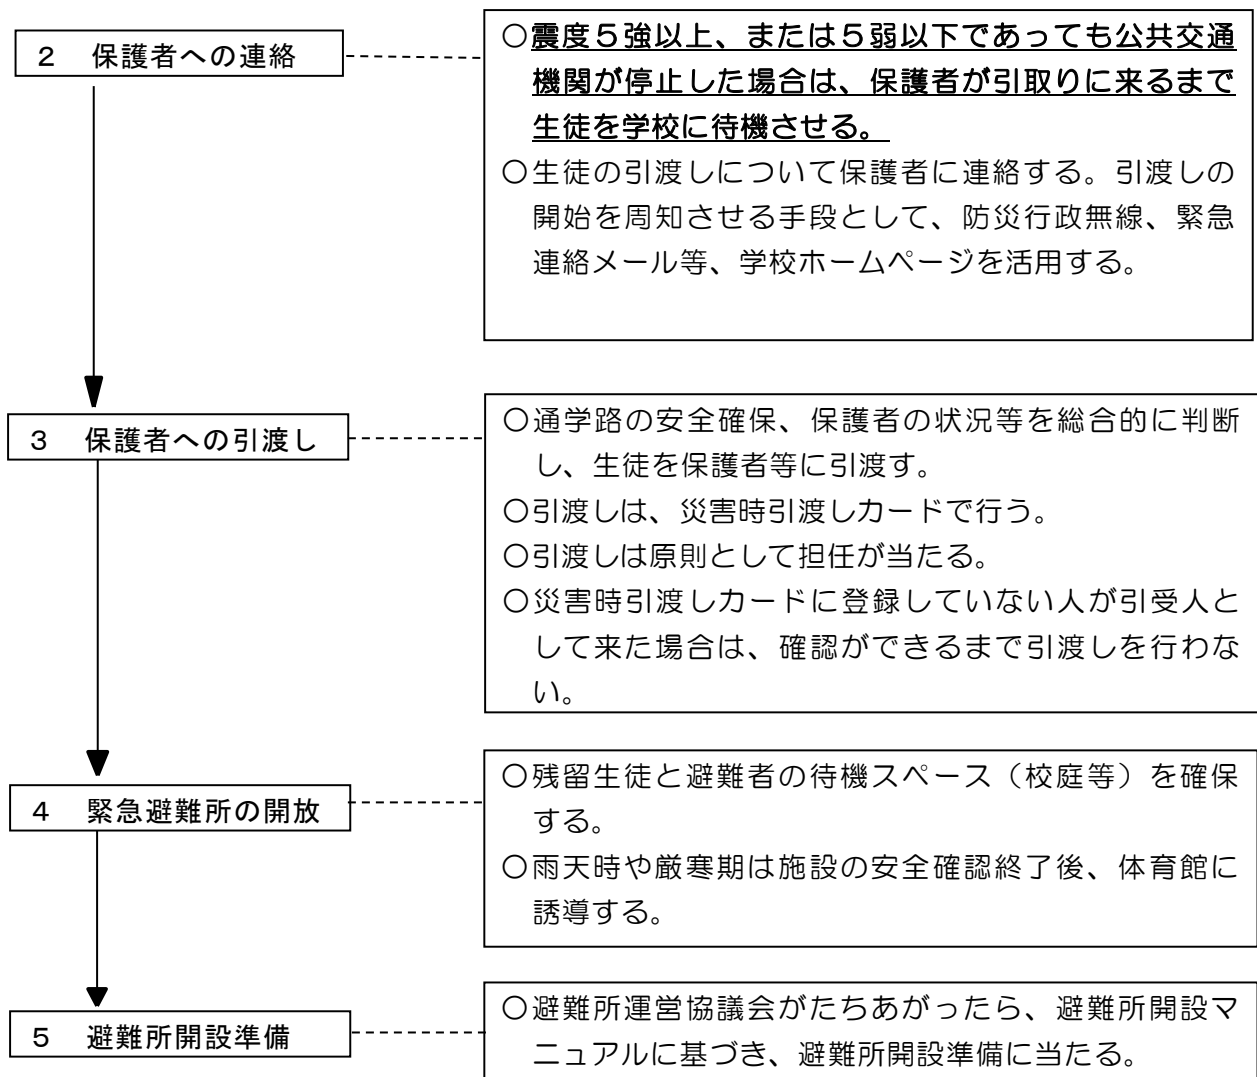 2 保護者への連絡
○震度5強以上、または5弱以下であっても公共交通
機関が停止した場合は、保護者が引取りに来るまで
生徒を学校に待機させる。
○生徒の引渡しについて保護者に連絡する。引渡しの
開始を周知させる手段として、防災行政無線、緊急
連絡メール等、学校ホームページを活用する。
3 保護者への引渡し
○通学路の安全確保、保護者の状況等を総合的に判断
し、生徒を保護者等に引渡す。
○引渡しは、災害時引渡しカードで行う。
○引渡しは原則として担任が当たる。
○災害時引渡しカードに登録していない人が引受人と
して来た場合は、確認ができるまで引渡しを行わな
い。
4 緊急避難所の開放
○残留生徒と避難者の待機スペース（校庭等）を確保
する。
○雨天時や厳寒期は施設の安全確認終了後、体育館に
誘導する。
5 避難所開設準備
○避難所運営協議会がたちあがったら、避難所開設マ
ニュアルに基づき、避難所開設準備に当たる。